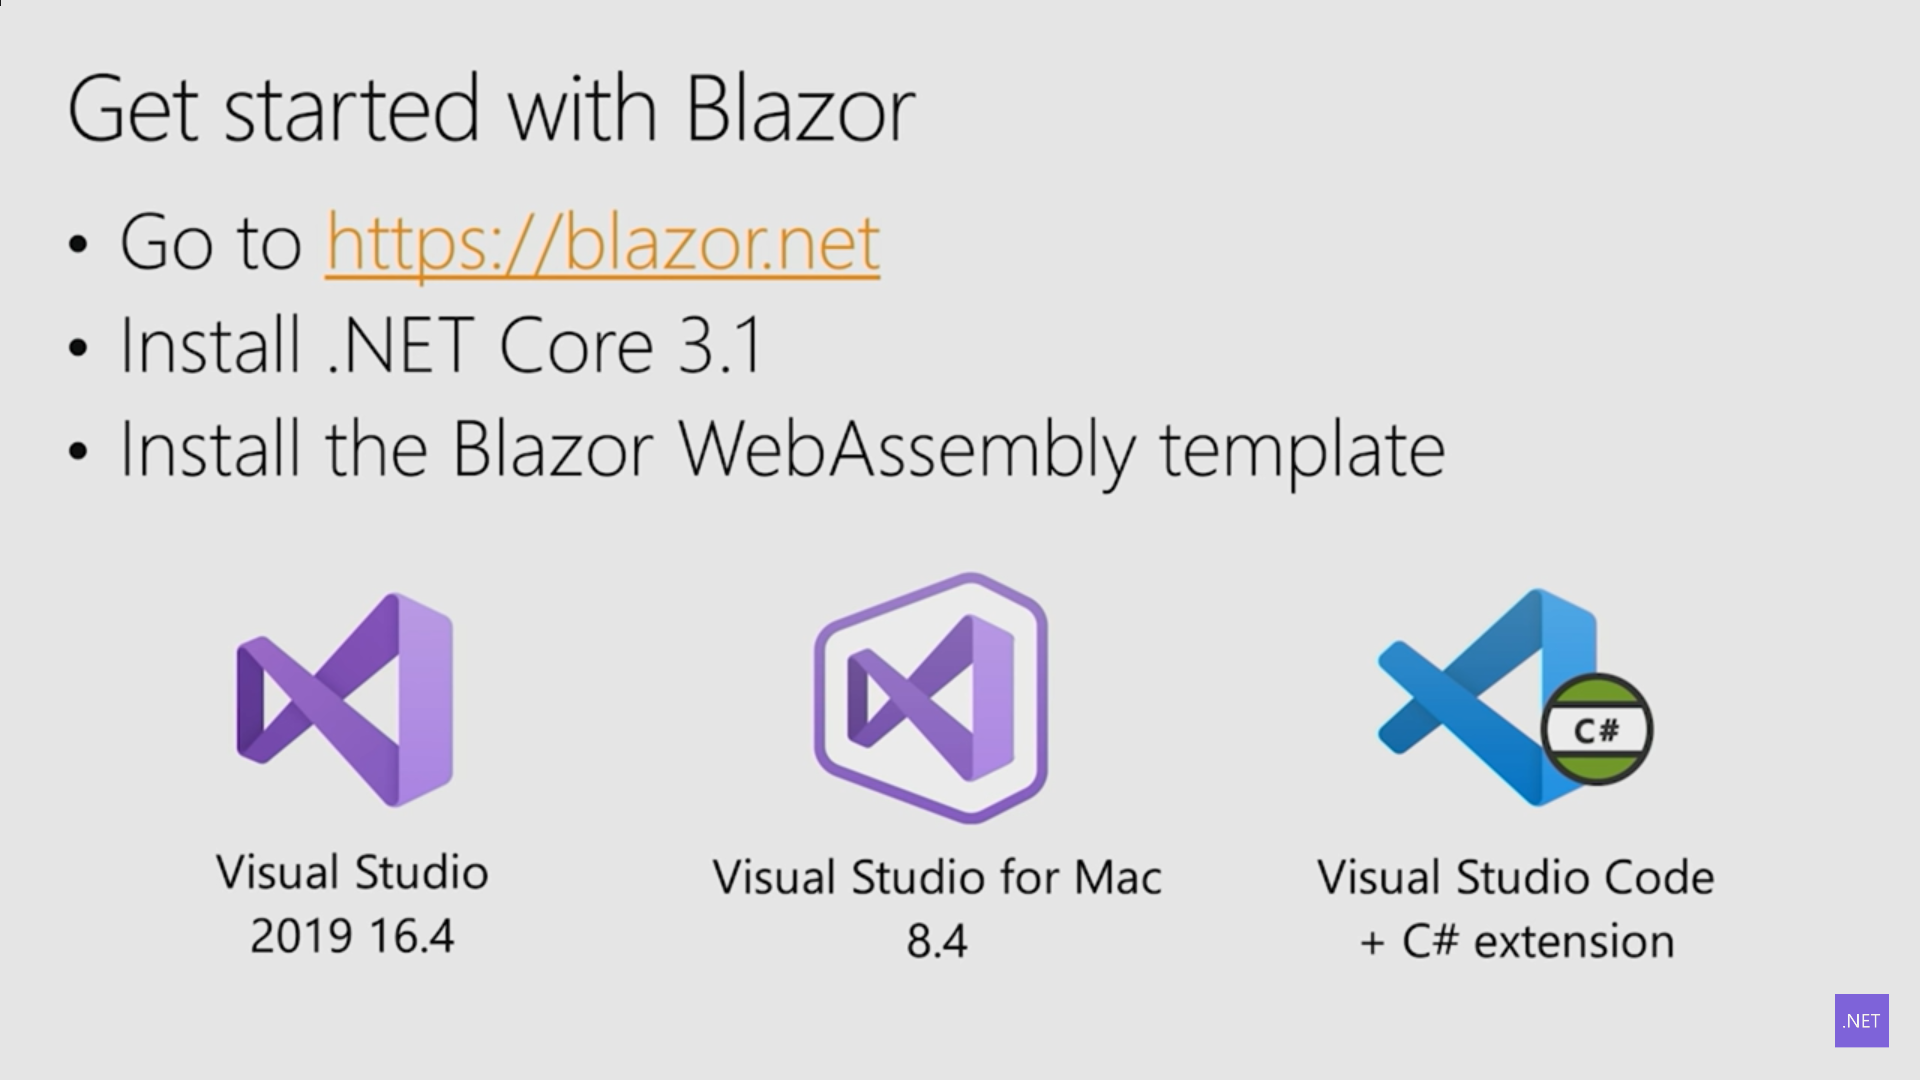 Get started with Blazor
• Go to https://blazor.net
• Install .NET Core 3.1
• Install the Blazor WebAssembly template
C#
Visual Studio
2019 16.4
Visual Studio for Mac
8.4
Visual Studio Code
+ C# extension
.NET